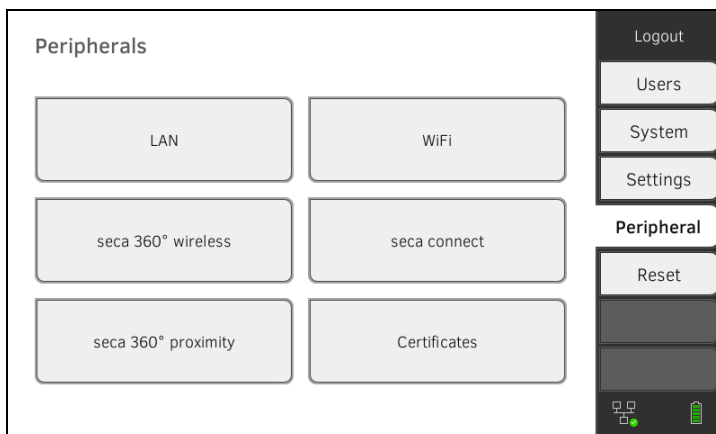 Peripherals
LAN
WiFi
seca 360° wireless
seca connect
seca 360° proximity
Certificates
Logout
Users
System
Settings
Peripheral
Reset